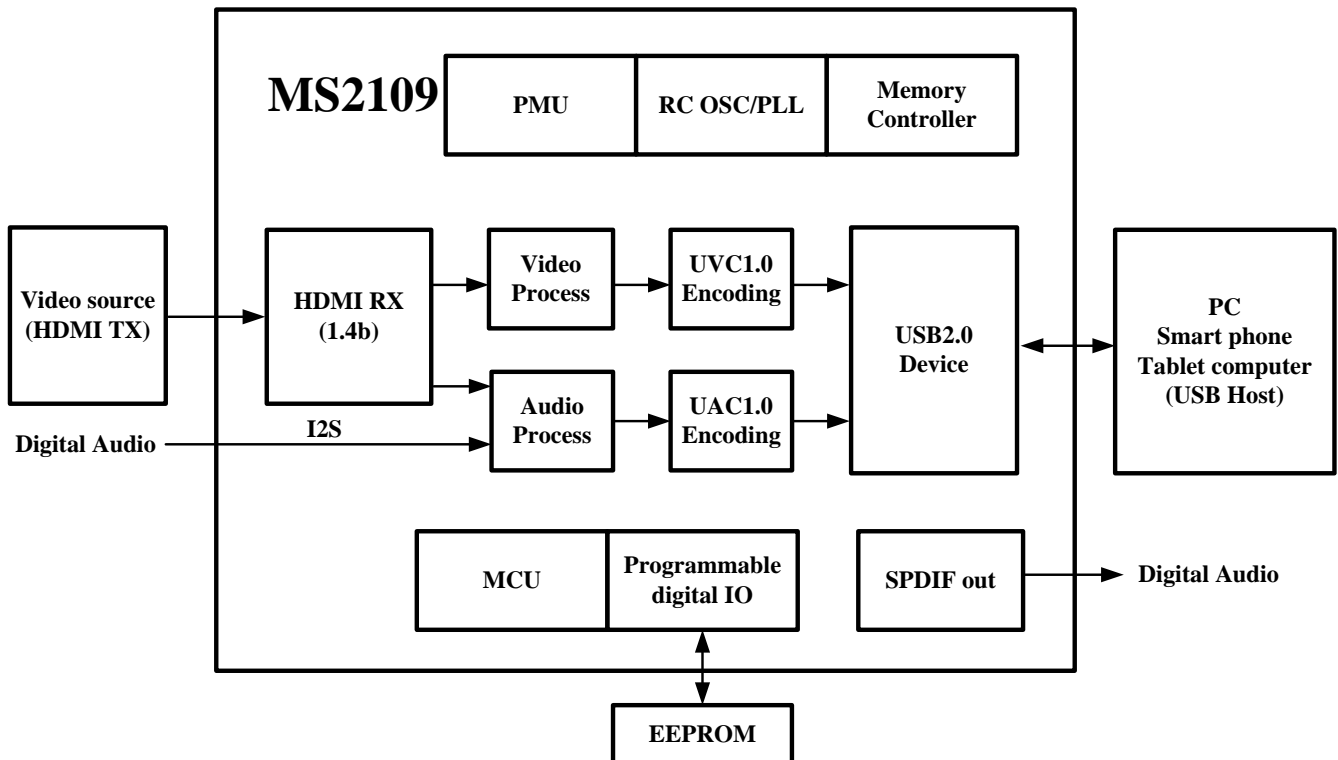 MS2109
PMU
RC OSC/PLL
Memory
Controller
Video source
(HDMI TX)
HDMI RX
(1.4b)
Video
Process
UVC1.0
Encoding
USB2.0
Device
PC
Smart phone
Tablet computer
(USB Host)
Digital Audio
I2S
Audio
Process
UAC1.0
Encoding
MCU
Programmable
digital IO
SPDIF out
Digital Audio
EEPROM